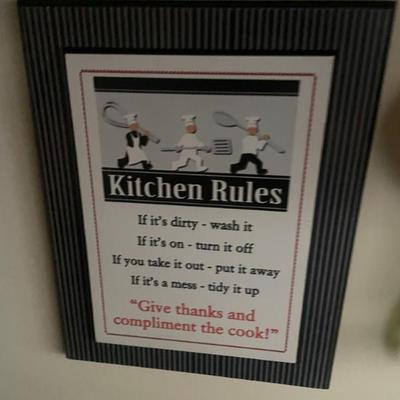 Kitchen Rules
If it's dirty - wash it
If it's on - turn it off
If you take it out - put it away
If it's a mess - tidy it up
"Give thanks and
compliment the cook!"